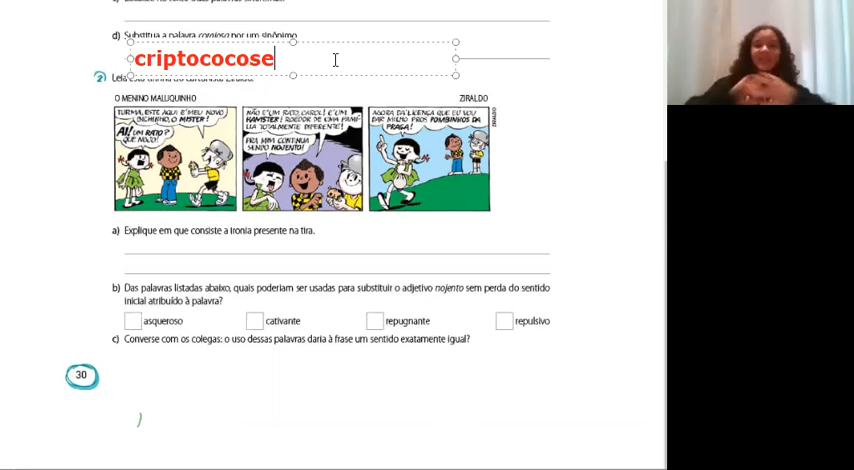 d) Substitua a palavra comiosa por um sinônimo
criptococose
2 Leia esta tirinha do cartunista Ziraldo.
O MENINO MALUQUINHO
ZIRALDO
TURMA, ESTE AQUI É MEU NOVO
BICHINHO, O MISTER!
AI! UM RATO?
QUE NOJO!
NÃO É UM RATO, CAROL! É UM
HAMSTER! ROEDOR DE UMA FAMÍ-
LIA TOTALMENTE DIFERENTE!
PRA MIM CONTINUA
SENDO NOJENTO!
AGORA DÁ LICENÇA QUE EU VOU
DAR MILHO PROS POMBINHOS DA
PRAÇA!
ZIRALDO
a) Explique em que consiste a ironia presente na tira.
b) Das palavras listadas abaixo, quais poderiam ser usadas para substituir o adjetivo nojento sem perda do sentido
inicial atribuído à palavra?
asqueroso cativante repugnante repulsivo
c) Converse com os colegas: o uso dessas palavras daria à frase um sentido exatamente igual?
30